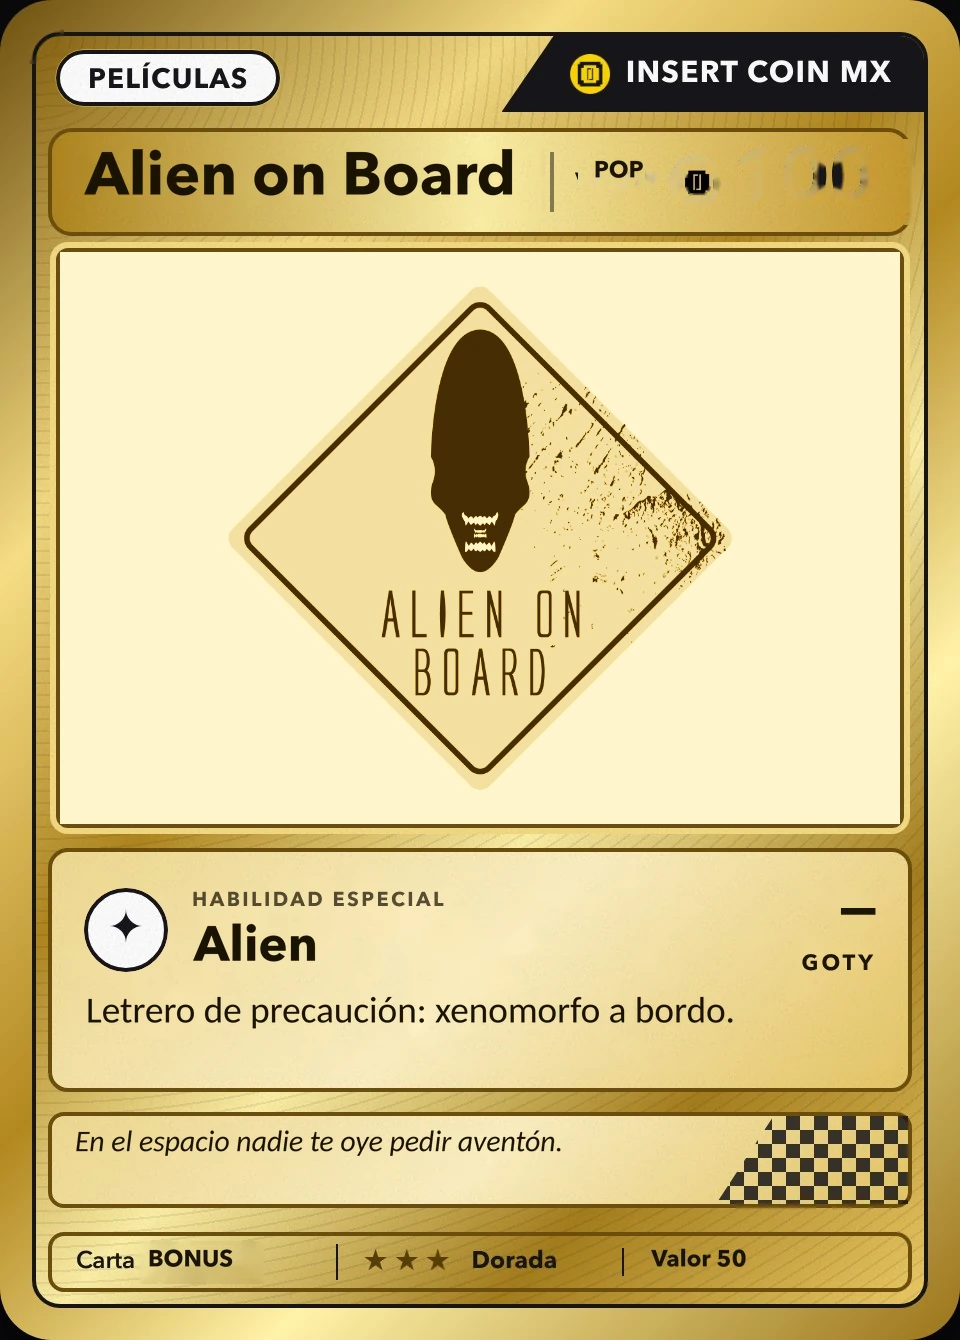 PELÍCULAS
INSERT COIN MX
Alien on Board
POP
ALIEN ON
BOARD
HABILIDAD ESPECIAL
Alien
—
GOTY
Letrero de precaución: xenomorfo a bordo.
En el espacio nadie te oye pedir aventón.
Carta BONUS
★★★ Dorada
Valor 50